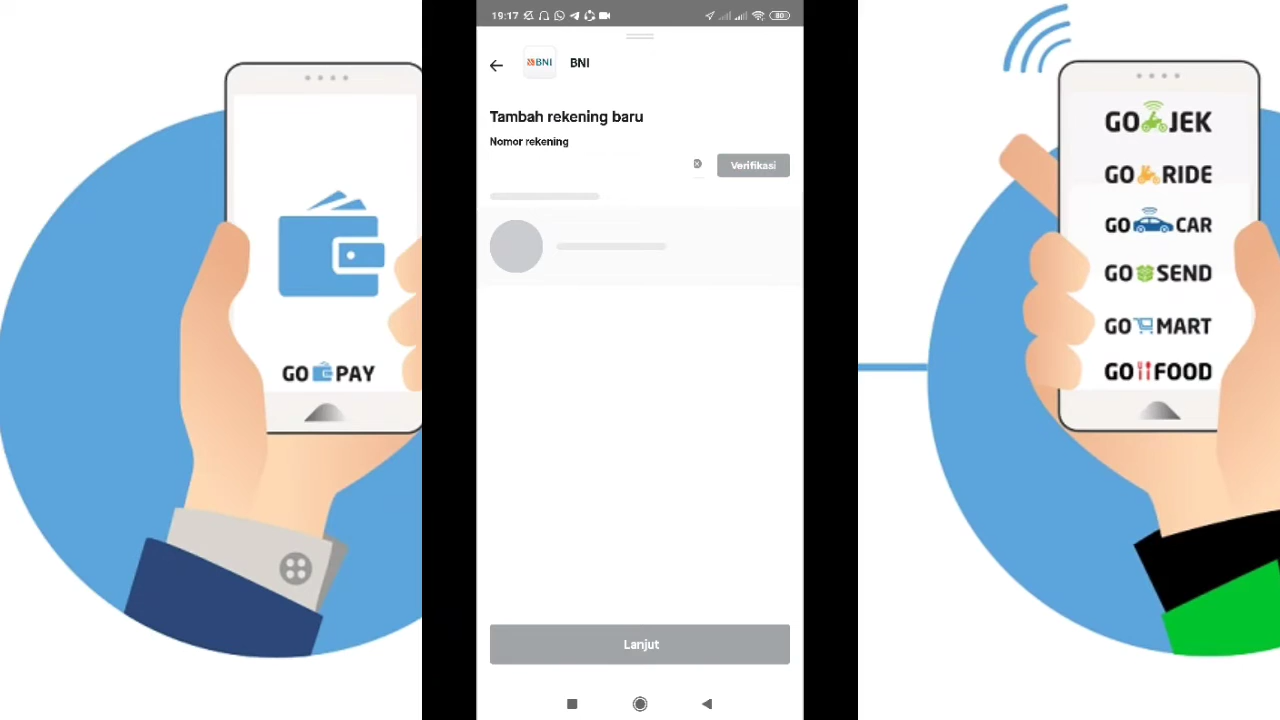 GO PAY
19:17
80
BNI
BNI
Tambah rekening baru
Nomor rekening
Verifikasi
Lanjut
GO JEK
GO RIDE
GO CAR
GO SEND
GO MART
GO FOOD